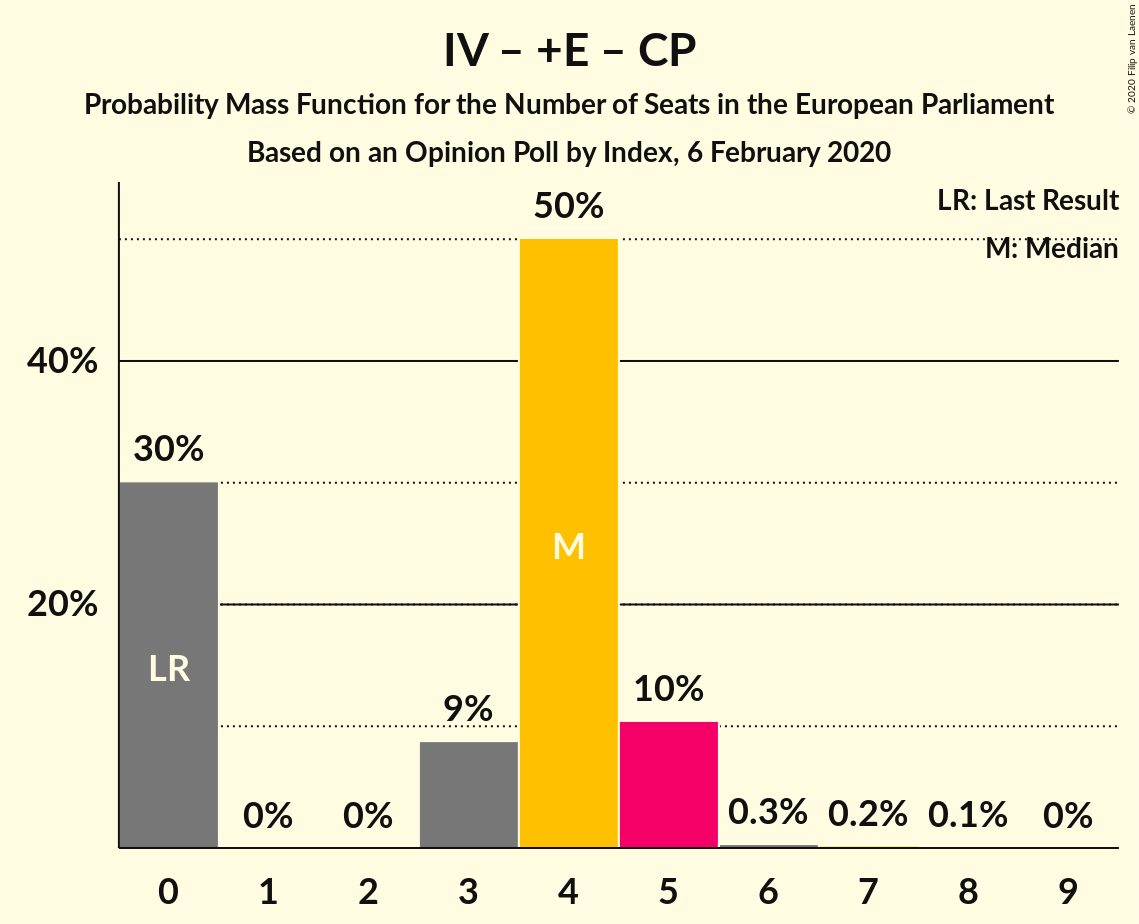 IV – +E – CP
Probability Mass Function for the Number of Seats in the European Parliament
Based on an Opinion Poll by Index, 6 February 2020
© 2020 Filip van Laenen
LR: Last Result
M: Median
50%
40%
30%
M
20%
LR
10%
9%
0%
0%
0.3%
0.2%
0.1%
0%
0
1
2
3
4
5
6
7
8
9